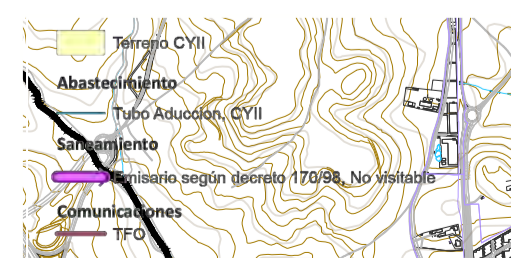 Terreno CYII
Abastecimiento
Tubo Aducción, CYII
Saneamiento
Emisario según decreto 170/98, No visitable
Comunicaciones
TFO